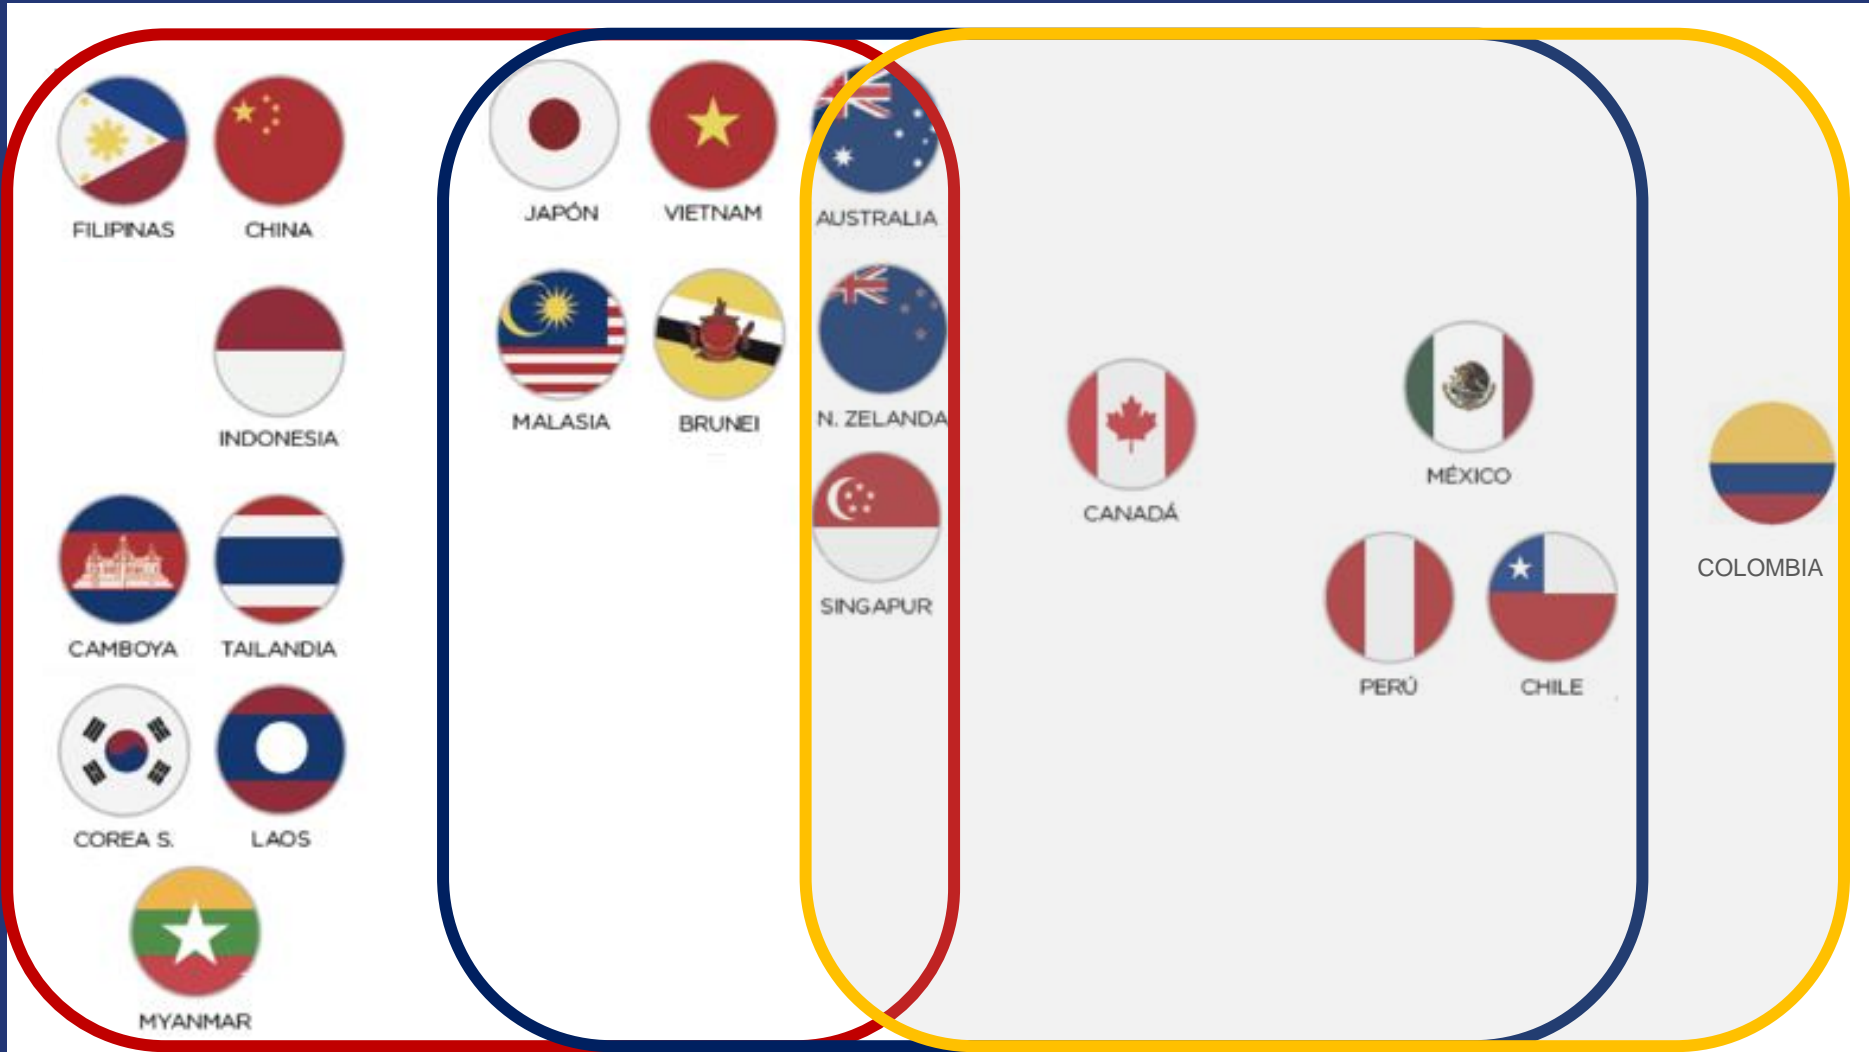 FILIPINAS
CHINA
JAPÓN
VIETNAM
AUSTRALIA
INDONESIA
MALASIA
BRUNEI
N. ZELANDA
CANADÁ
MÉXICO
COLOMBIA
SINGAPUR
CAMBOYA
TAILANDIA
PERÚ
CHILE
COREA S.
LAOS
MYANMAR